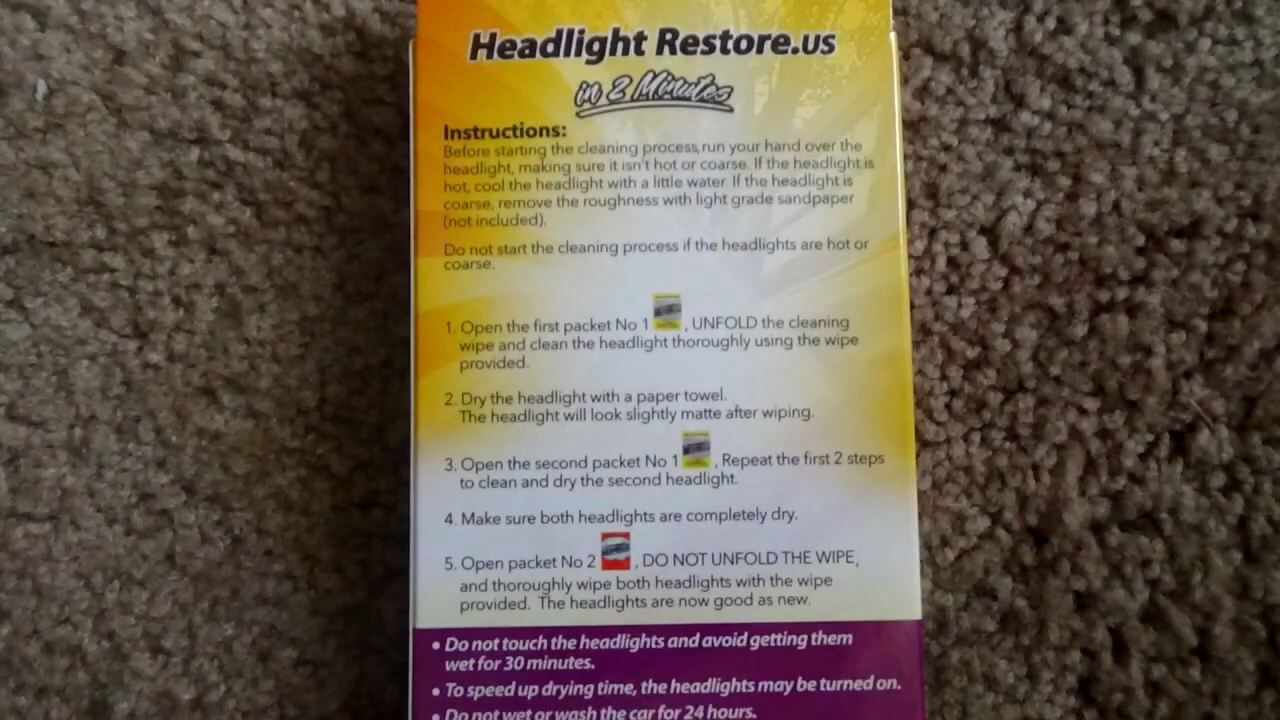 Headlight Restore.us
in 2 Minutes
Instructions:
Before starting the cleaning process, run your hand over the
headlight, making sure it isn't hot or coarse. If the headlight is
hot, cool the headlight with a little water. If the headlight is
coarse, remove the roughness with light grade sandpaper
(not included).
Do not start the cleaning process if the headlights are hot or
coarse.
1. Open the first packet No 1 , UNFOLD the cleaning
wipe and clean the headlight thoroughly using the wipe
provided.
2. Dry the headlight with a paper towel.
The headlight will look slightly matte after wiping.
3. Open the second packet No 1 , Repeat the first 2 steps
to clean and dry the second headlight.
4. Make sure both headlights are completely dry.
5. Open packet No 2 , DO NOT UNFOLD THE WIPE,
and thoroughly wipe both headlights with the wipe
provided. The headlights are now good as new.
• Do not touch the headlights and avoid getting them
wet for 30 minutes.
• To speed up drying time, the headlights may be turned on.
• Do not wet or wash the car for 24 hours.